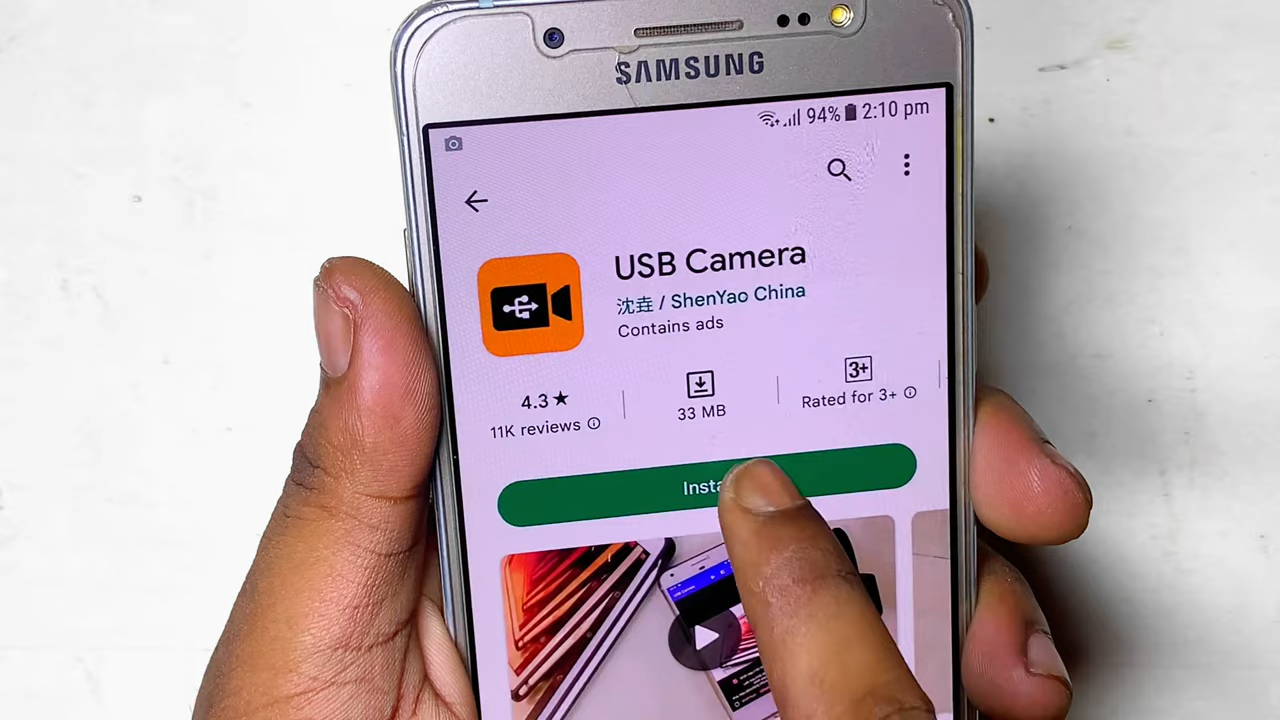 SAMSUNG
94% 2:10 pm
USB Camera
沈垚 / ShenYao China
Contains ads
4.3★
11K reviews
33 MB
3+
Rated for 3+
Insta